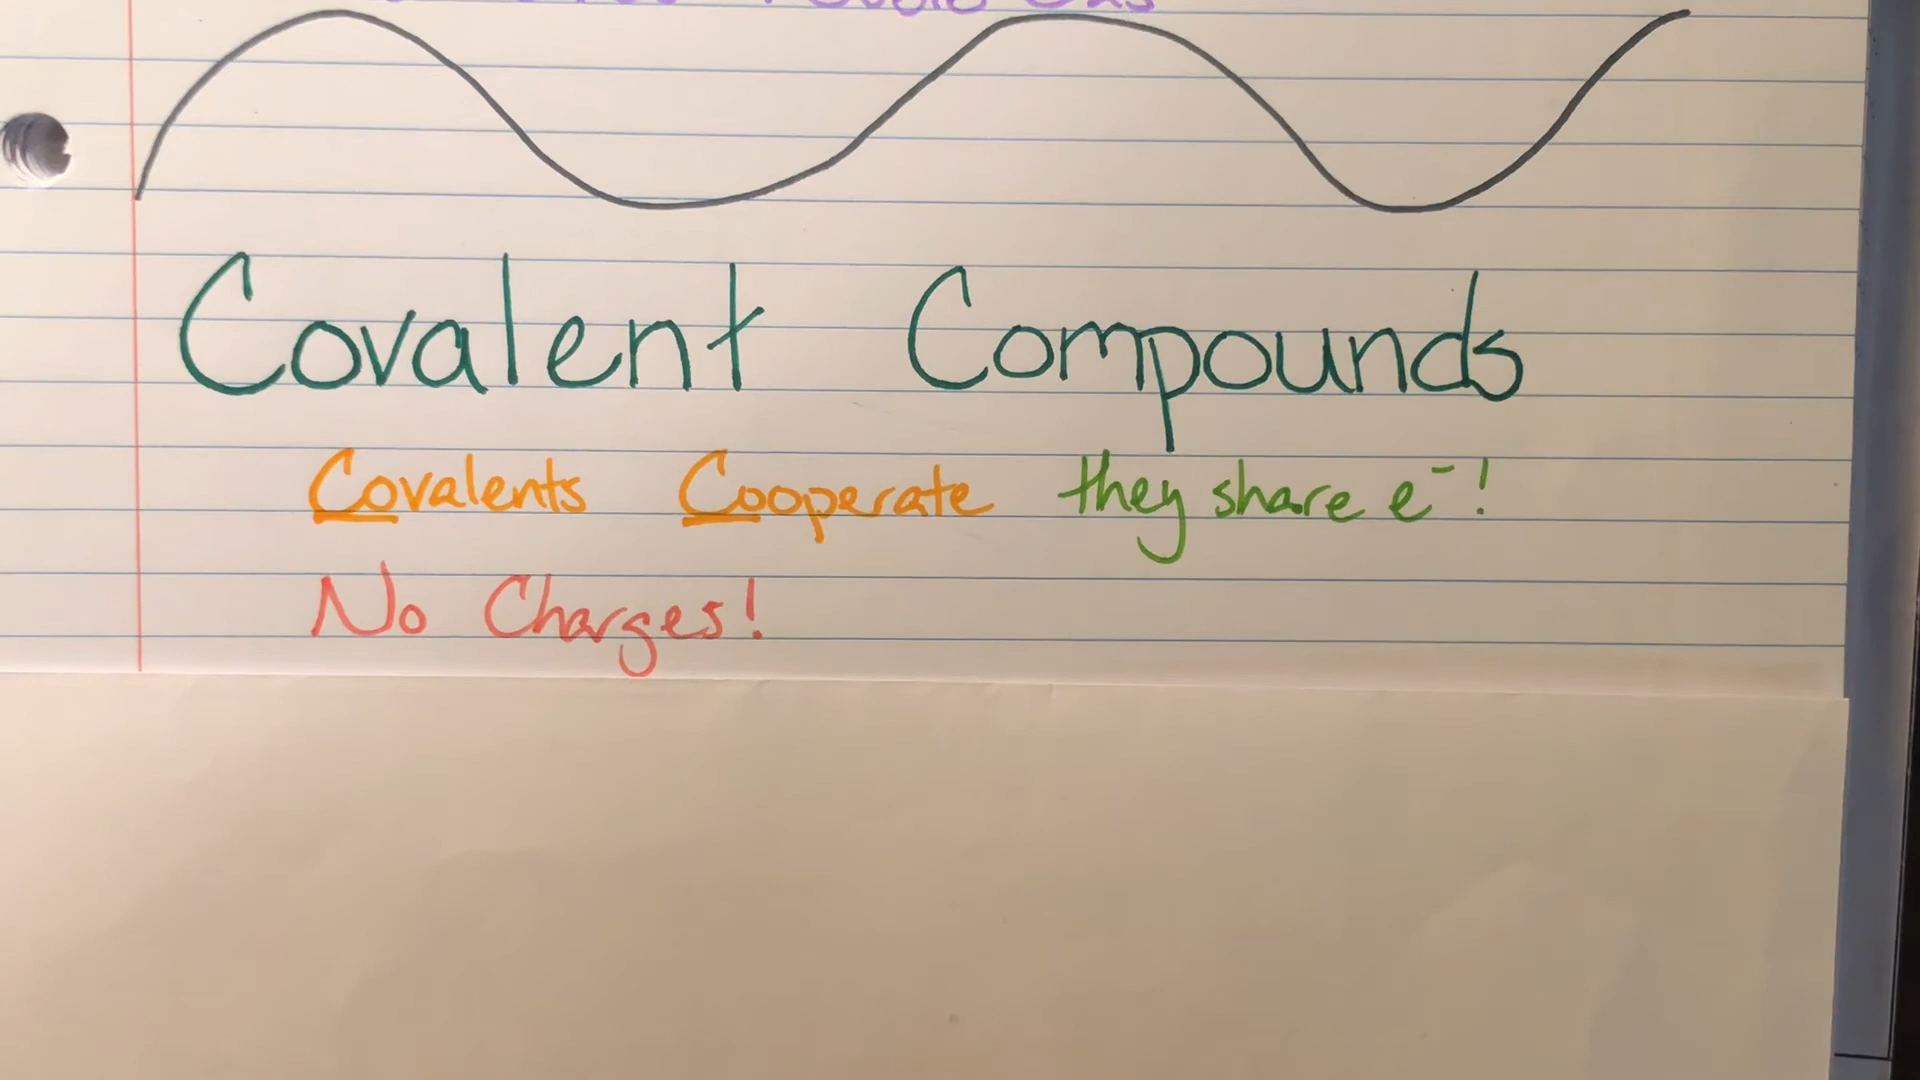 Covalent Compounds
Covalents Cooperate they share e⁻!
No Charges!